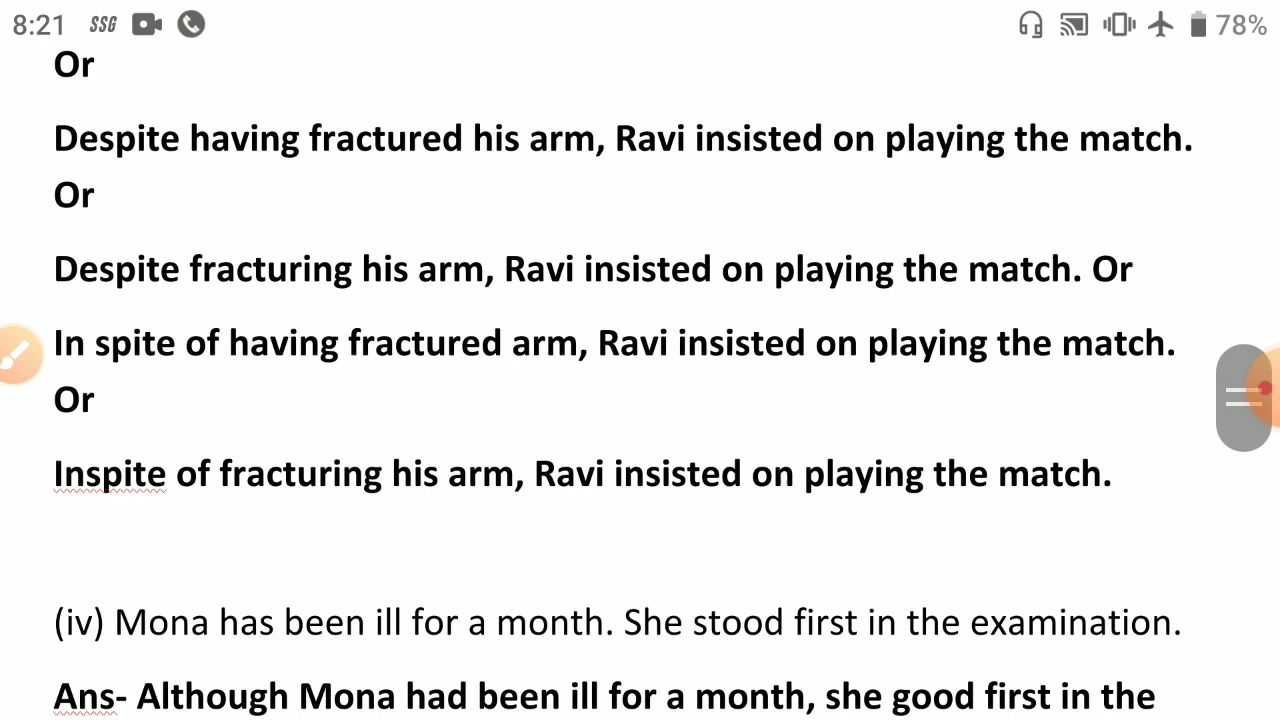 8:21 SSG 78%
Or
Despite having fractured his arm, Ravi insisted on playing the match.
Or
Despite fracturing his arm, Ravi insisted on playing the match. Or
In spite of having fractured arm, Ravi insisted on playing the match.
Or
Inspite of fracturing his arm, Ravi insisted on playing the match.
(iv) Mona has been ill for a month. She stood first in the examination.
Ans- Although Mona had been ill for a month, she good first in the